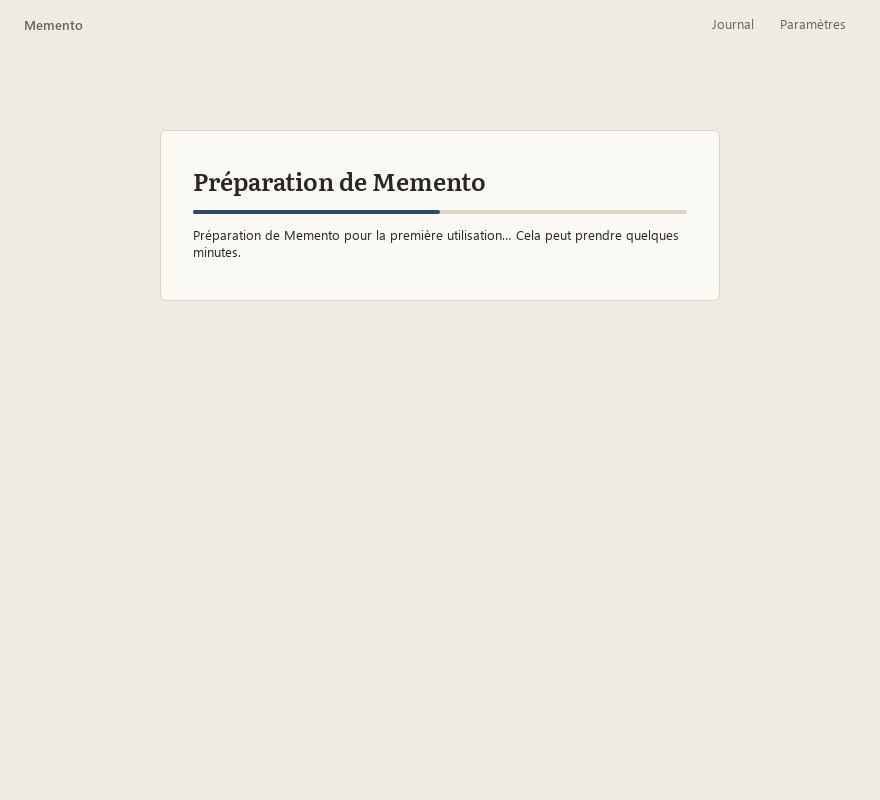 Memento
Journal
Paramètres
Préparation de Memento
Préparation de Memento pour la première utilisation… Cela peut prendre quelques
minutes.